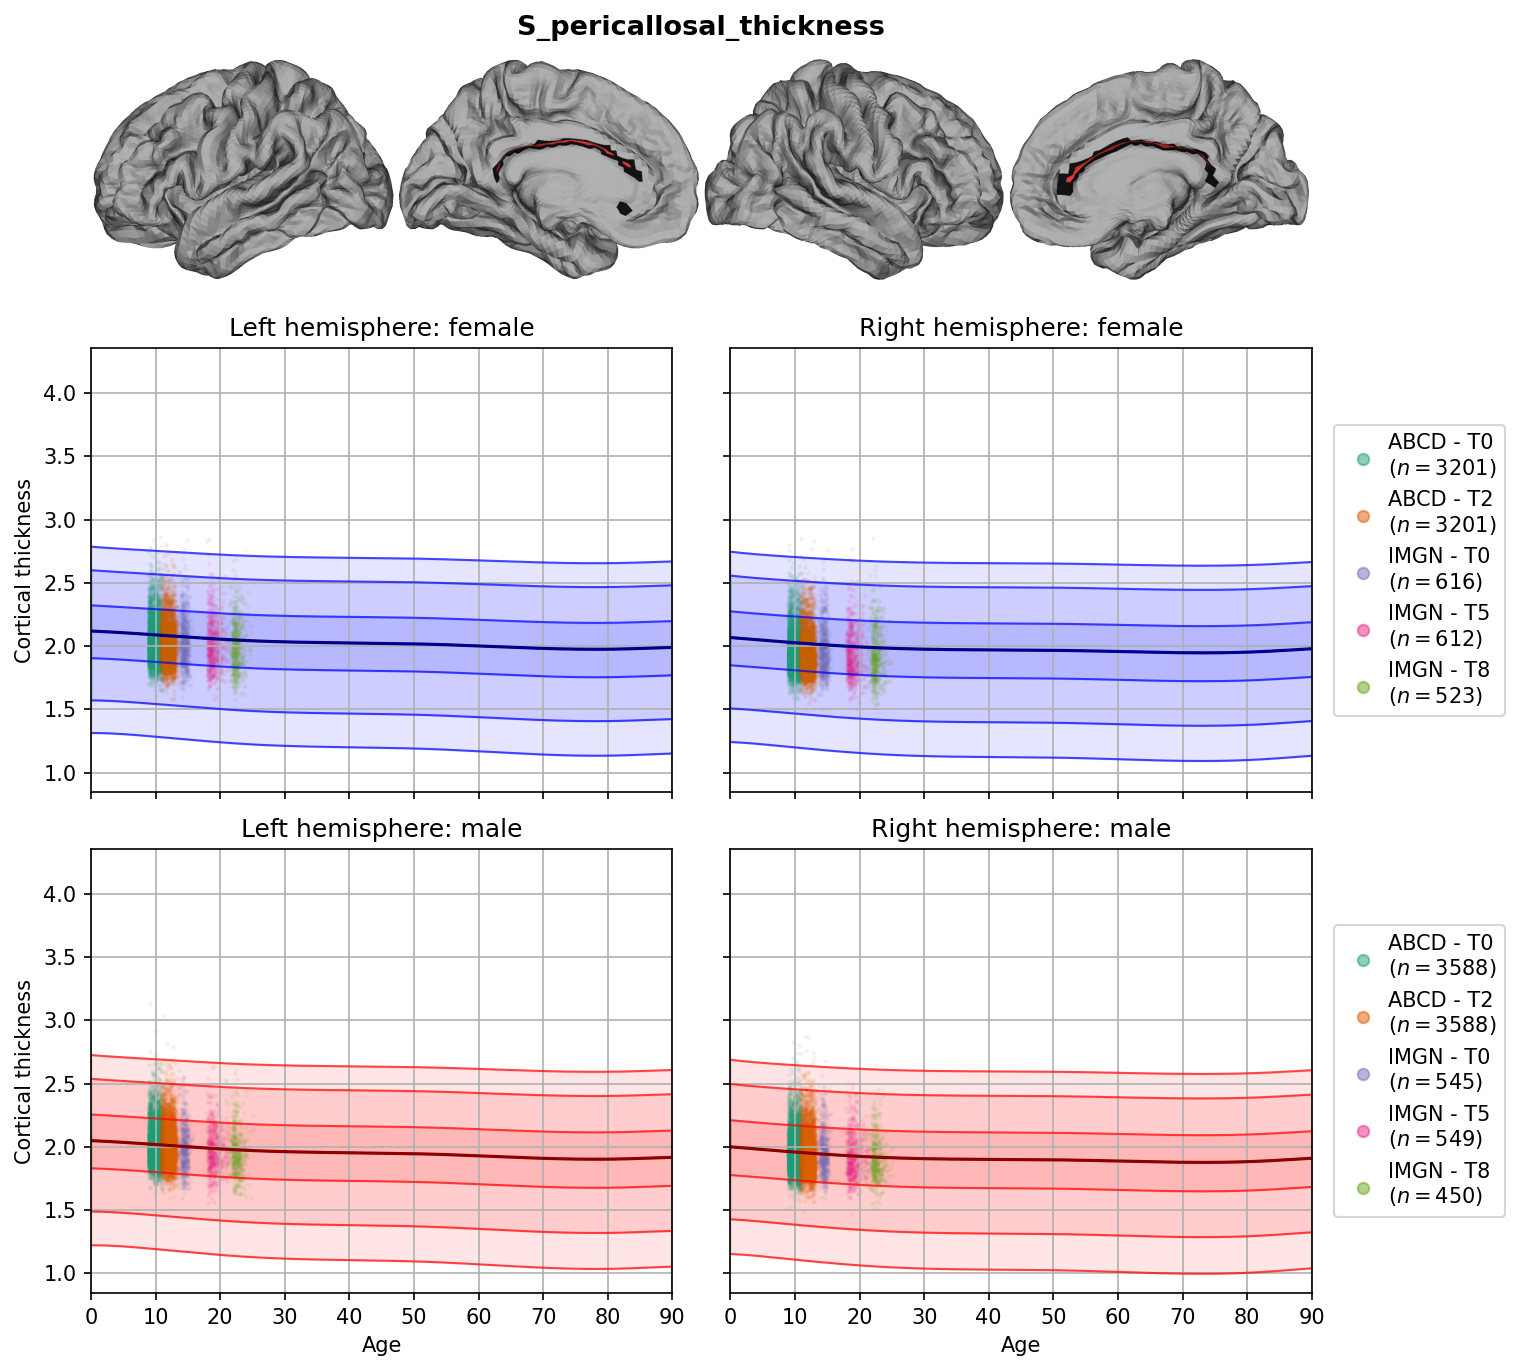 S_pericallosal_thickness
Left hemisphere: female
Right hemisphere: female
Cortical thickness
4.0
3.5
3.0
2.5
2.0
1.5
1.0
ABCD - T0
(n = 3201)
ABCD - T2
(n = 3201)
IMGN - T0
(n = 616)
IMGN - T5
(n = 612)
IMGN - T8
(n = 523)
Left hemisphere: male
Right hemisphere: male
Cortical thickness
4.0
3.5
3.0
2.5
2.0
1.5
1.0
0 10 20 30 40 50 60 70 80 90
0 10 20 30 40 50 60 70 80 90
Age
Age
ABCD - T0
(n = 3588)
ABCD - T2
(n = 3588)
IMGN - T0
(n = 545)
IMGN - T5
(n = 549)
IMGN - T8
(n = 450)